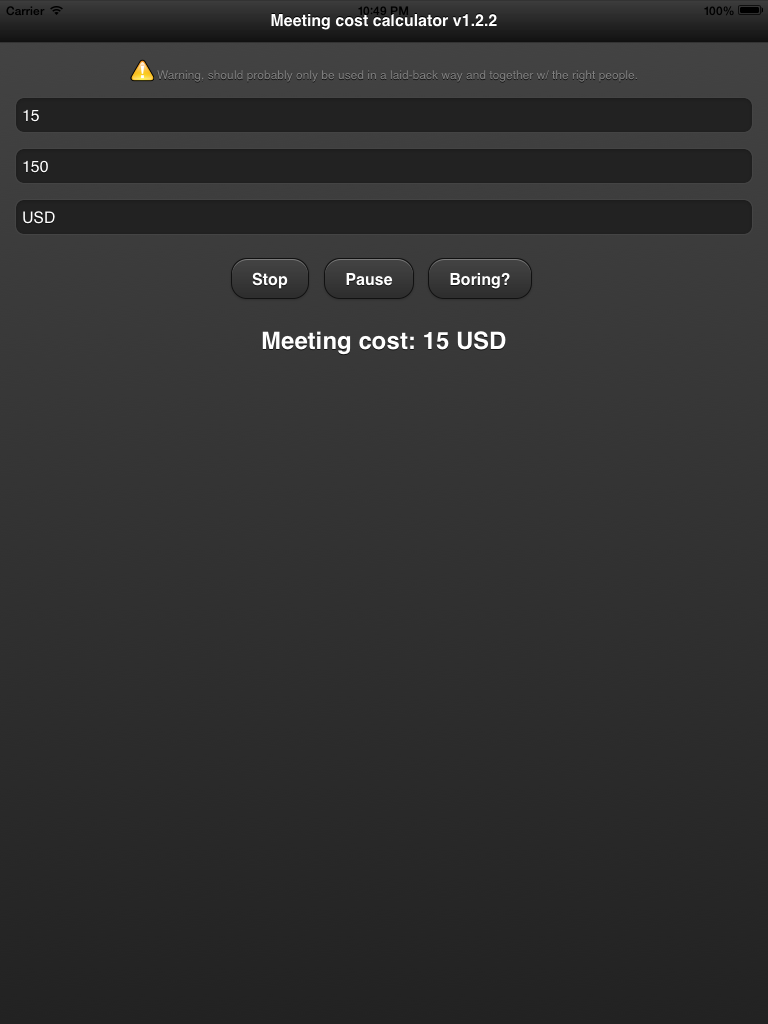 Carrier 10:49 PM 100%
Meeting cost calculator v1.2.2
Warning, should probably only be used in a laid-back way and together w/ the right people.
15
150
USD
Stop Pause Boring?
Meeting cost: 15 USD